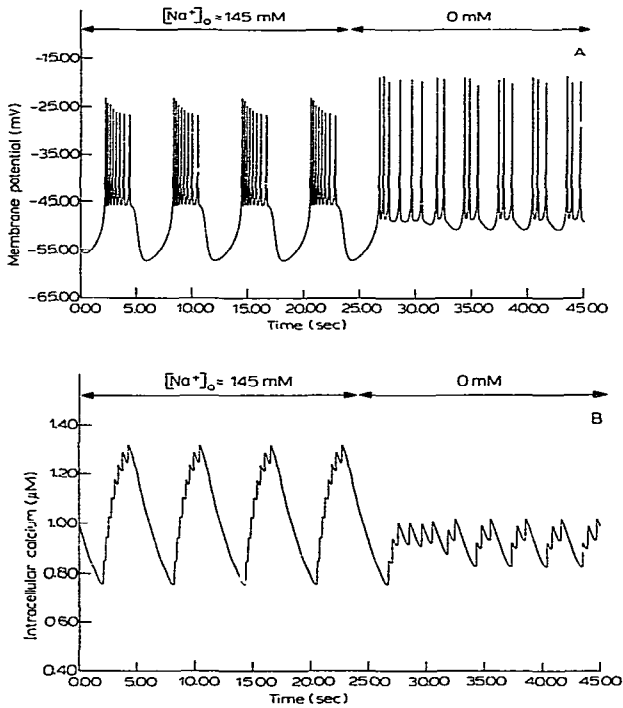 [Na⁺]ₒ = 145 mM
0 mM
A
Membrane potential (mV)
-15.00
-25.00
-35.00
-45.00
-55.00
-65.00
0.00 5.00 10.00 15.00 20.00 25.00 30.00 35.00 40.00 45.00
Time (sec)
[Na⁺]ₒ = 145 mM
0 mM
B
Intracellular calcium (μM)
1.40
1.20
1.00
0.80
0.60
0.40
0.00 5.00 10.00 15.00 20.00 25.00 30.00 35.00 40.00 45.00
Time (sec)